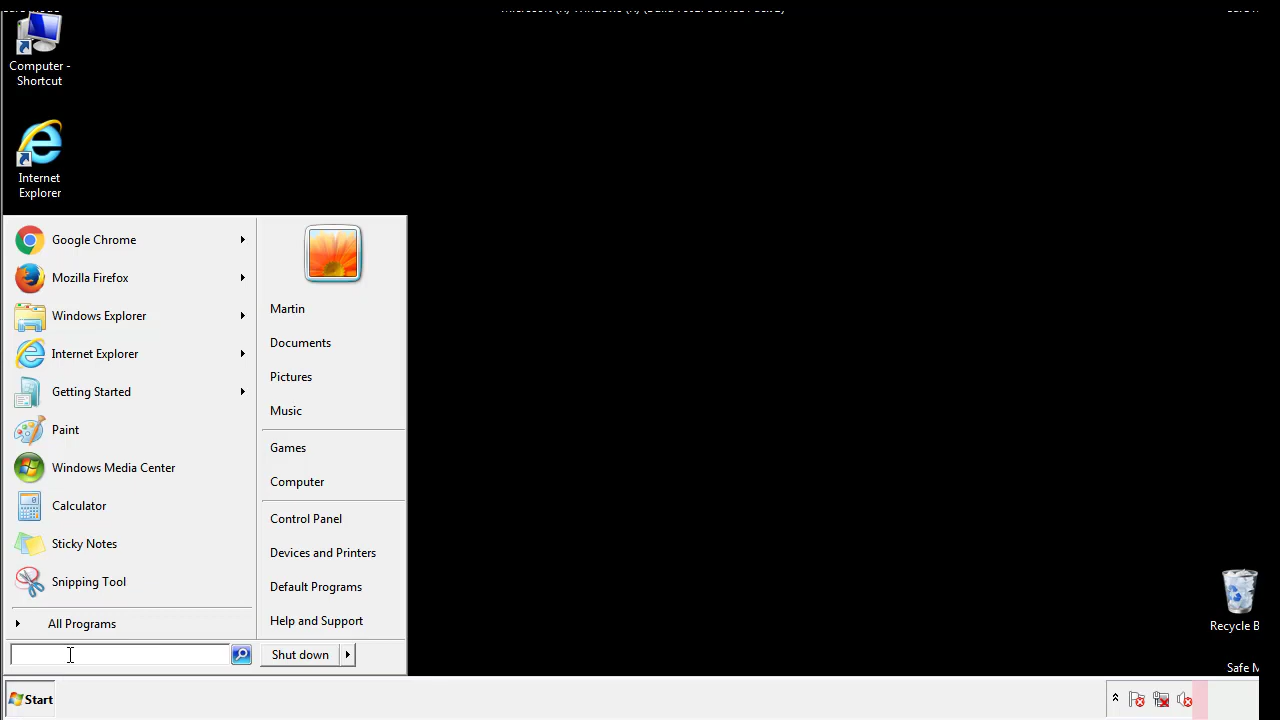 Computer -
Shortcut
Internet
Explorer
Google Chrome
Mozilla Firefox
Windows Explorer
Internet Explorer
Getting Started
Paint
Windows Media Center
Calculator
Sticky Notes
Snipping Tool
All Programs
Martin
Documents
Pictures
Music
Games
Computer
Control Panel
Devices and Printers
Default Programs
Help and Support
Shut down
Recycle B
Safe M
Start